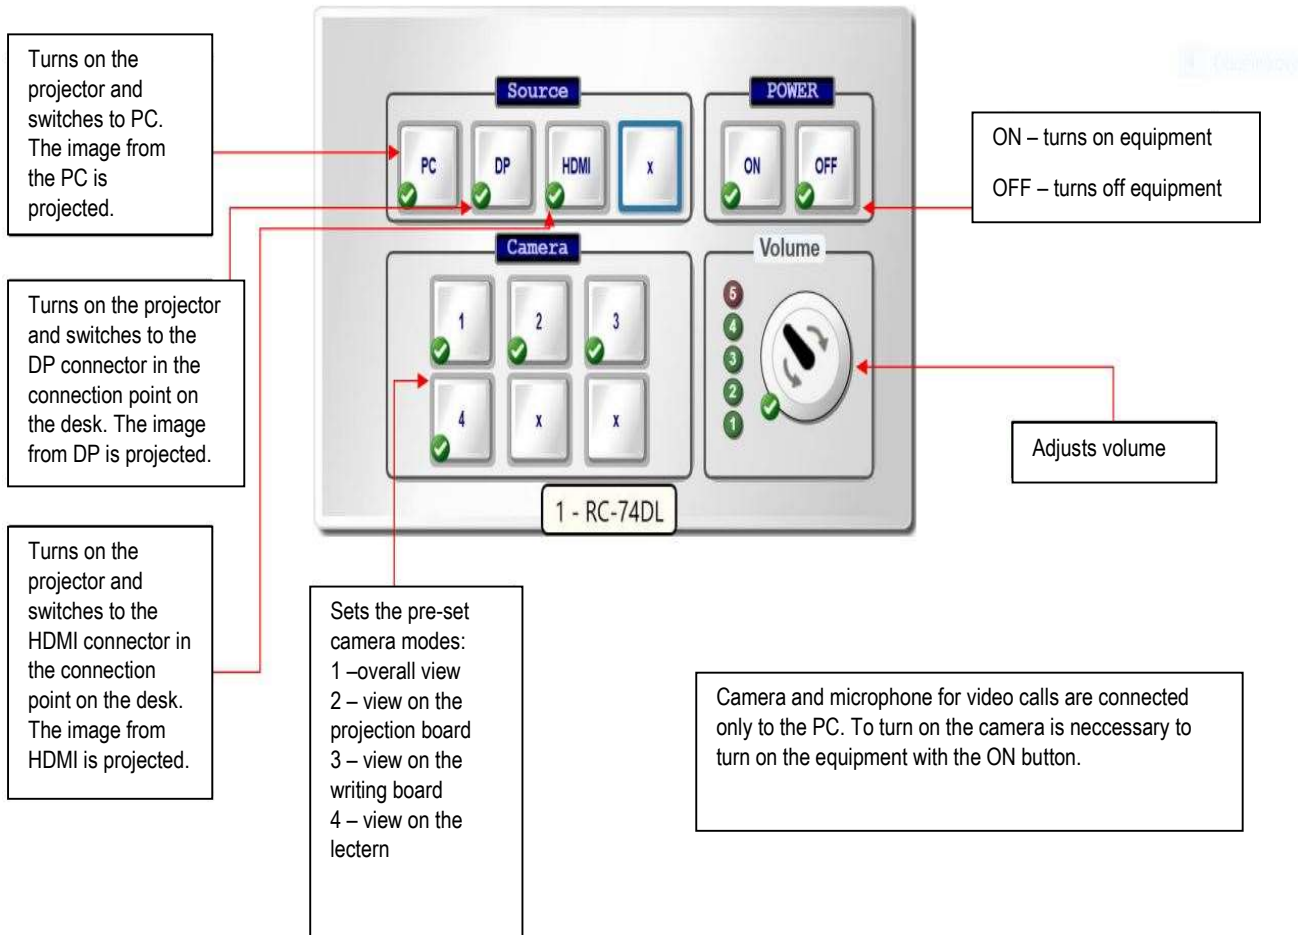 Turns on the
projector and
switches to PC.
The image from
the PC is
projected.
Turns on the projector
and switches to the
DP connector in the
connection point on
the desk. The image
from DP is projected.
Turns on the
projector and
switches to the
HDMI connector in
the connection
point on the desk.
The image from
HDMI is projected.
Source
PC DP HDMI x
POWER
ON OFF
Camera
1 2 3
4 x x
Volume
5
4
3
2
1
1 - RC-74DL
ON – turns on equipment
OFF – turns off equipment
Adjusts volume
Sets the pre-set
camera modes:
1 –overall view
2 – view on the
projection board
3 – view on the
writing board
4 – view on the
lectern
Camera and microphone for video calls are connected
only to the PC. To turn on the camera is neccessary to
turn on the equipment with the ON button.